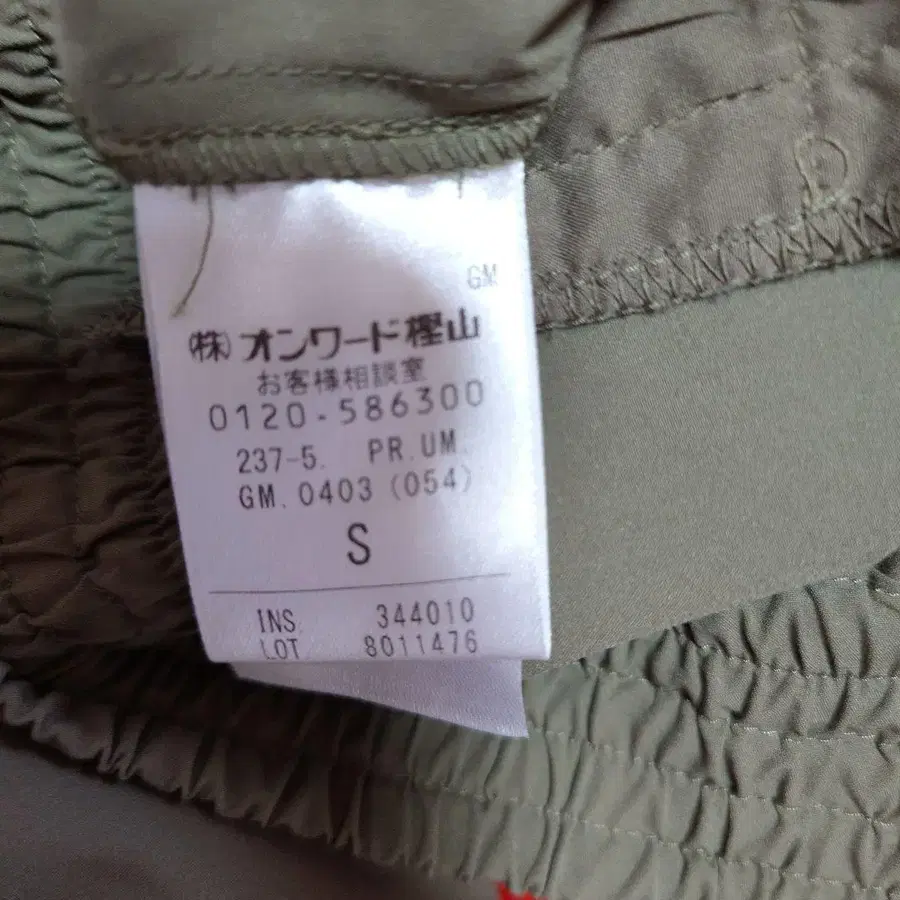 GM
(株)オンワード樫山
お客様相談室
0120-586300
237-5. PR.UM.
GM.0403(054)
S
INS 344010
LOT 8011476